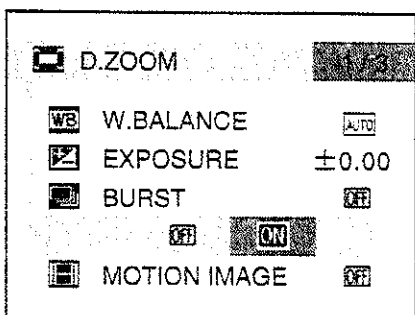 D.ZOOM 1/3
WB W.BALANCE AUTO
EXPOSURE ±0.00
BURST OFF
OFF ON
MOTION IMAGE OFF